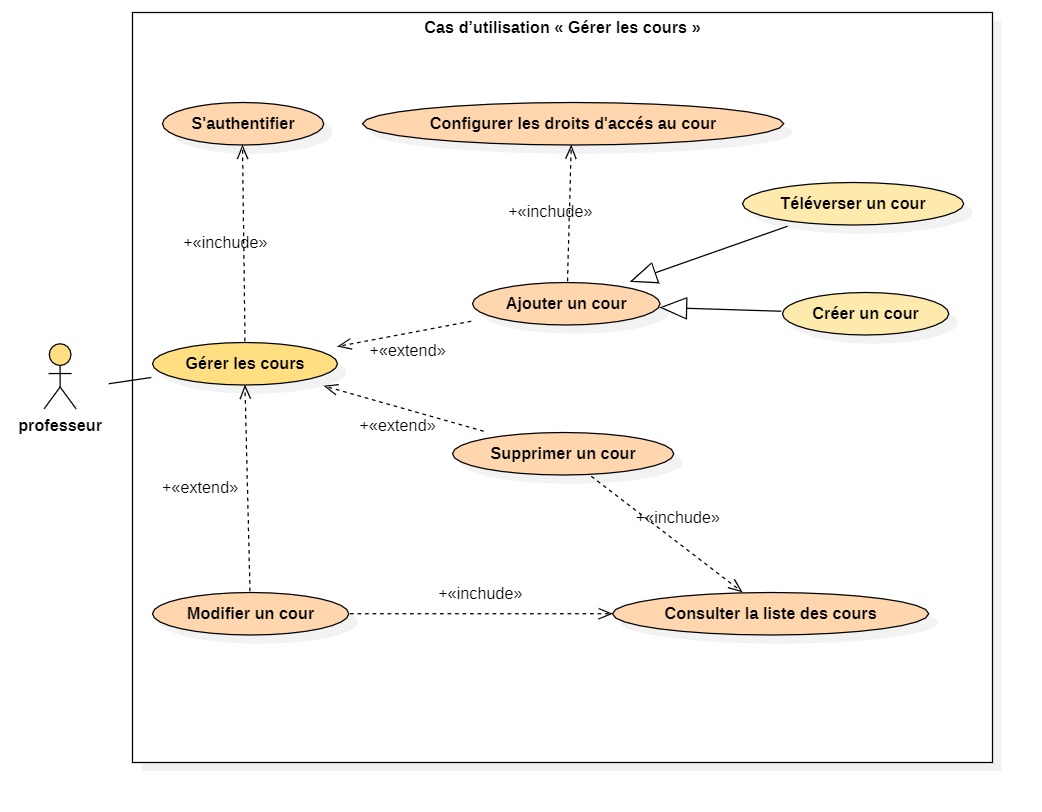 Cas d’utilisation « Gérer les cours »
S'authentifier
Configurer les droits d'accés au cour
Téléverser un cour
+«inchude»
+«inchude»
Ajouter un cour
Créer un cour
+«extend»
Gérer les cours
professeur
+«extend»
Supprimer un cour
+«extend»
+«inchude»
+«inchude»
Modifier un cour
Consulter la liste des cours